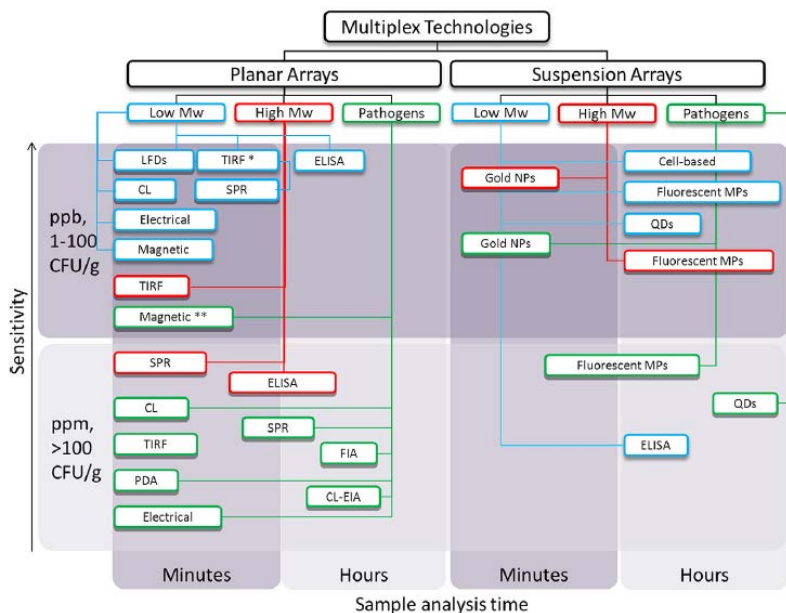 Multiplex Technologies
Planar Arrays
Suspension Arrays
Low Mw
High Mw
Pathogens
Low Mw
High Mw
Pathogens
LFDs
TIRF *
ELISA
Cell-based
CL
SPR
Gold NPs
Fluorescent MPs
Electrical
QDs
Magnetic
Gold NPs
Fluorescent MPs
TIRF
Magnetic **
ppb,
1-100
CFU/g
Sensitivity
SPR
ELISA
Fluorescent MPs
CL
QDs
SPR
TIRF
FIA
ELISA
PDA
CL-EIA
Electrical
ppm,
>100
CFU/g
Minutes
Hours
Minutes
Hours
Sample analysis time